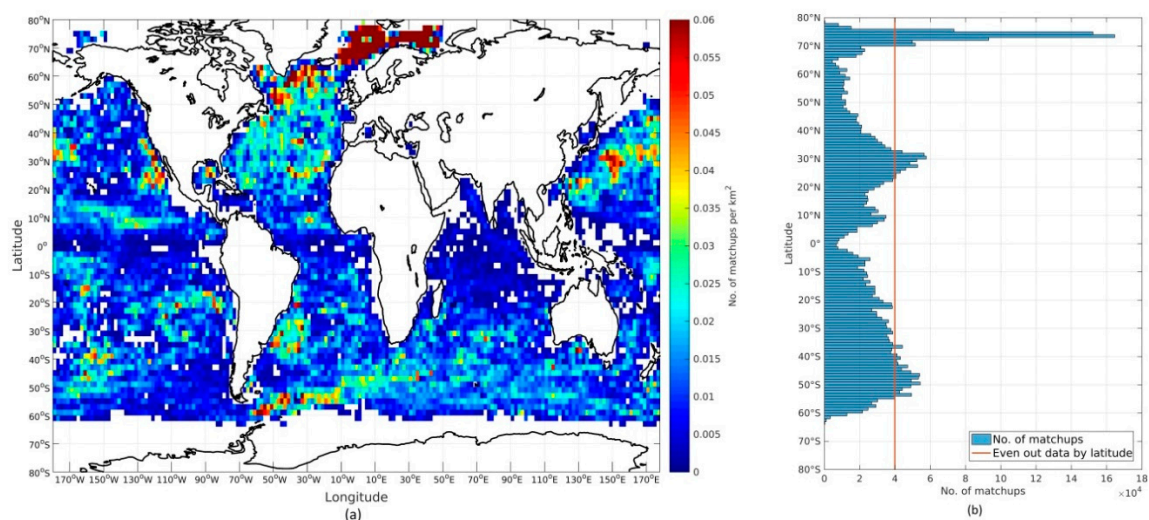 80°N
70°N
60°N
50°N
40°N
30°N
20°N
10°N
0°
10°S
20°S
30°S
40°S
50°S
60°S
70°S
80°S
Latitude
170°W 150°W 130°W 110°W 90°W 70°W 50°W 30°W 10°W 10°E 30°E 50°E 70°E 90°E 110°E 130°E 150°E 170°E
Longitude
(a)
0.06
0.055
0.05
0.045
0.04
0.035
0.03
0.025
0.02
0.015
0.01
0.005
0
No. of matchups per km²
80°N
70°N
60°N
50°N
40°N
30°N
20°N
10°N
0°
10°S
20°S
30°S
40°S
50°S
60°S
70°S
80°S
Latitude
No. of matchups
Even out data by latitude
0 2 4 6 8 10 12 14 16 18
×10⁴
No. of matchups
(b)